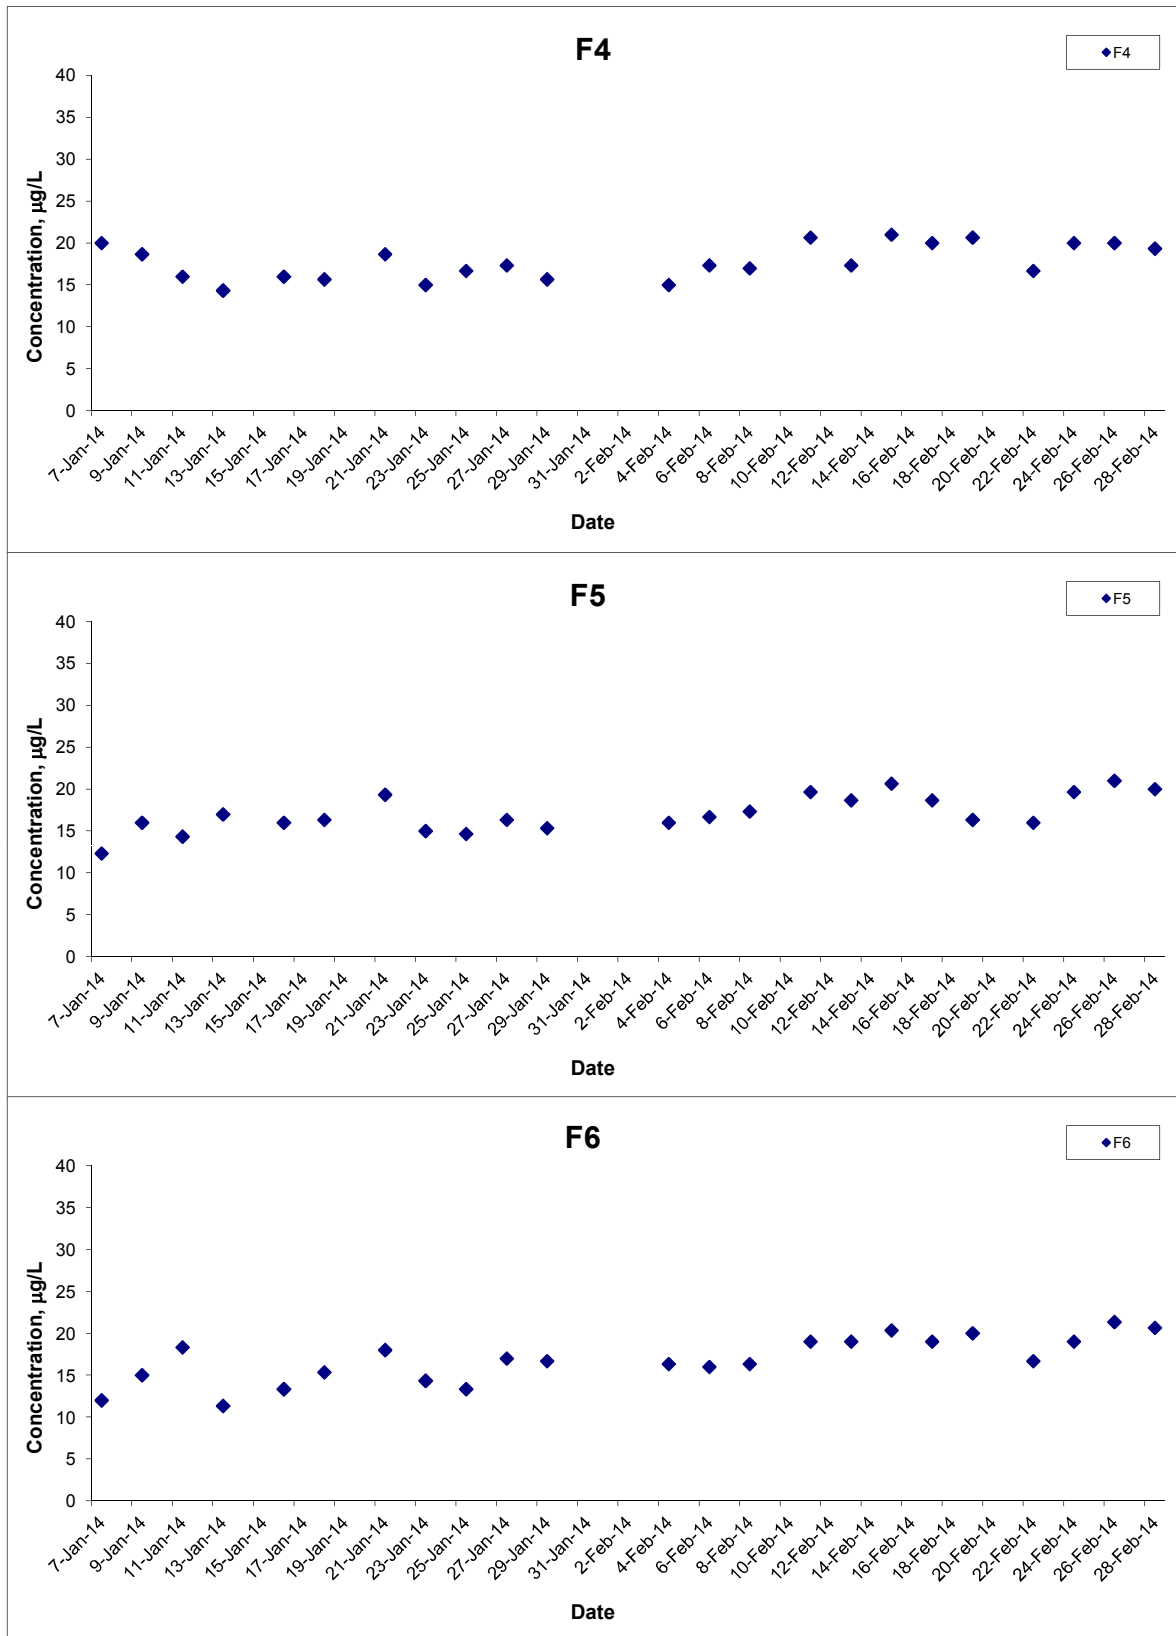 F4
F4
40
35
30
25
20
15
10
5
0
Concentration, µg/L
7-Jan-14
9-Jan-14
11-Jan-14
13-Jan-14
15-Jan-14
17-Jan-14
19-Jan-14
21-Jan-14
23-Jan-14
25-Jan-14
27-Jan-14
29-Jan-14
31-Jan-14
2-Feb-14
4-Feb-14
6-Feb-14
8-Feb-14
10-Feb-14
12-Feb-14
14-Feb-14
16-Feb-14
18-Feb-14
20-Feb-14
22-Feb-14
24-Feb-14
26-Feb-14
28-Feb-14
Date
F5
F5
40
35
30
25
20
15
10
5
0
Concentration, µg/L
7-Jan-14
9-Jan-14
11-Jan-14
13-Jan-14
15-Jan-14
17-Jan-14
19-Jan-14
21-Jan-14
23-Jan-14
25-Jan-14
27-Jan-14
29-Jan-14
31-Jan-14
2-Feb-14
4-Feb-14
6-Feb-14
8-Feb-14
10-Feb-14
12-Feb-14
14-Feb-14
16-Feb-14
18-Feb-14
20-Feb-14
22-Feb-14
24-Feb-14
26-Feb-14
28-Feb-14
Date
F6
F6
40
35
30
25
20
15
10
5
0
Concentration, µg/L
7-Jan-14
9-Jan-14
11-Jan-14
13-Jan-14
15-Jan-14
17-Jan-14
19-Jan-14
21-Jan-14
23-Jan-14
25-Jan-14
27-Jan-14
29-Jan-14
31-Jan-14
2-Feb-14
4-Feb-14
6-Feb-14
8-Feb-14
10-Feb-14
12-Feb-14
14-Feb-14
16-Feb-14
18-Feb-14
20-Feb-14
22-Feb-14
24-Feb-14
26-Feb-14
28-Feb-14
Date